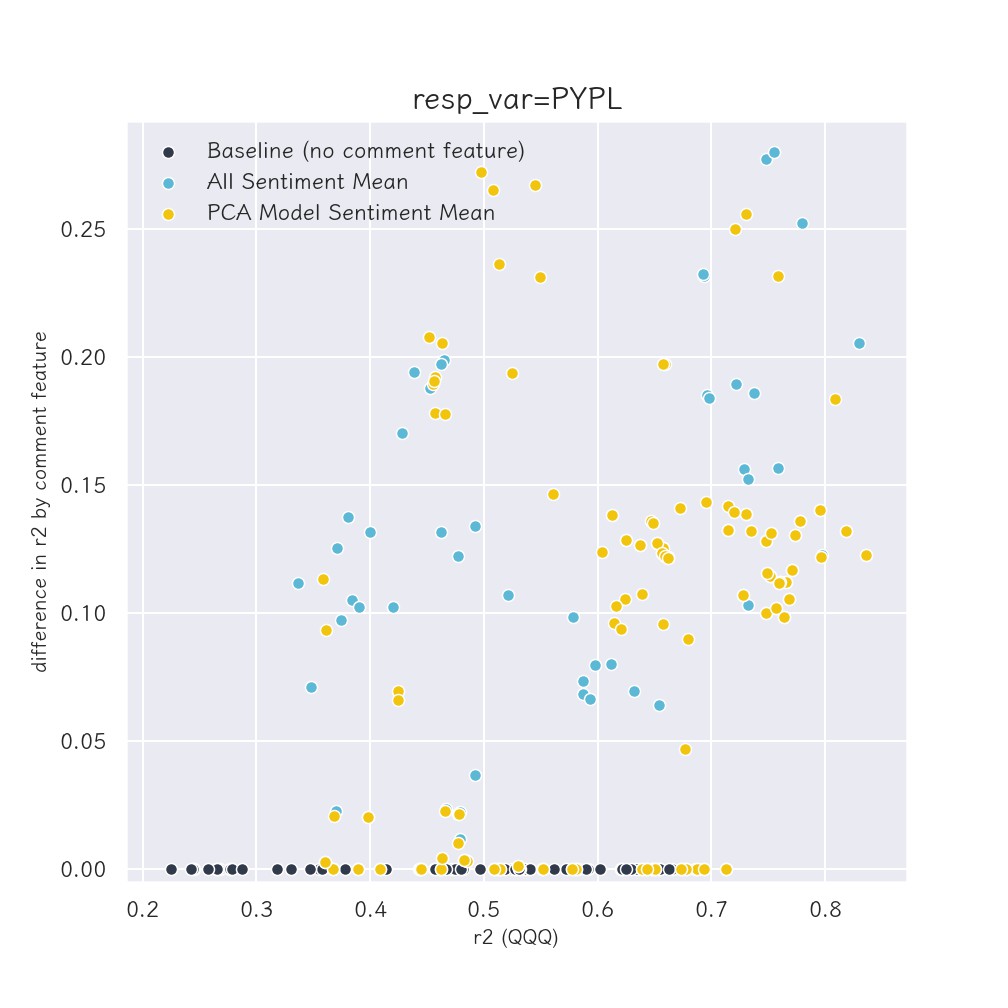 resp_var=PYPL
Baseline (no comment feature)
All Sentiment Mean
PCA Model Sentiment Mean
difference in r2 by comment feature
0.25
0.20
0.15
0.10
0.05
0.00
0.2 0.3 0.4 0.5 0.6 0.7 0.8
r2 (QQQ)